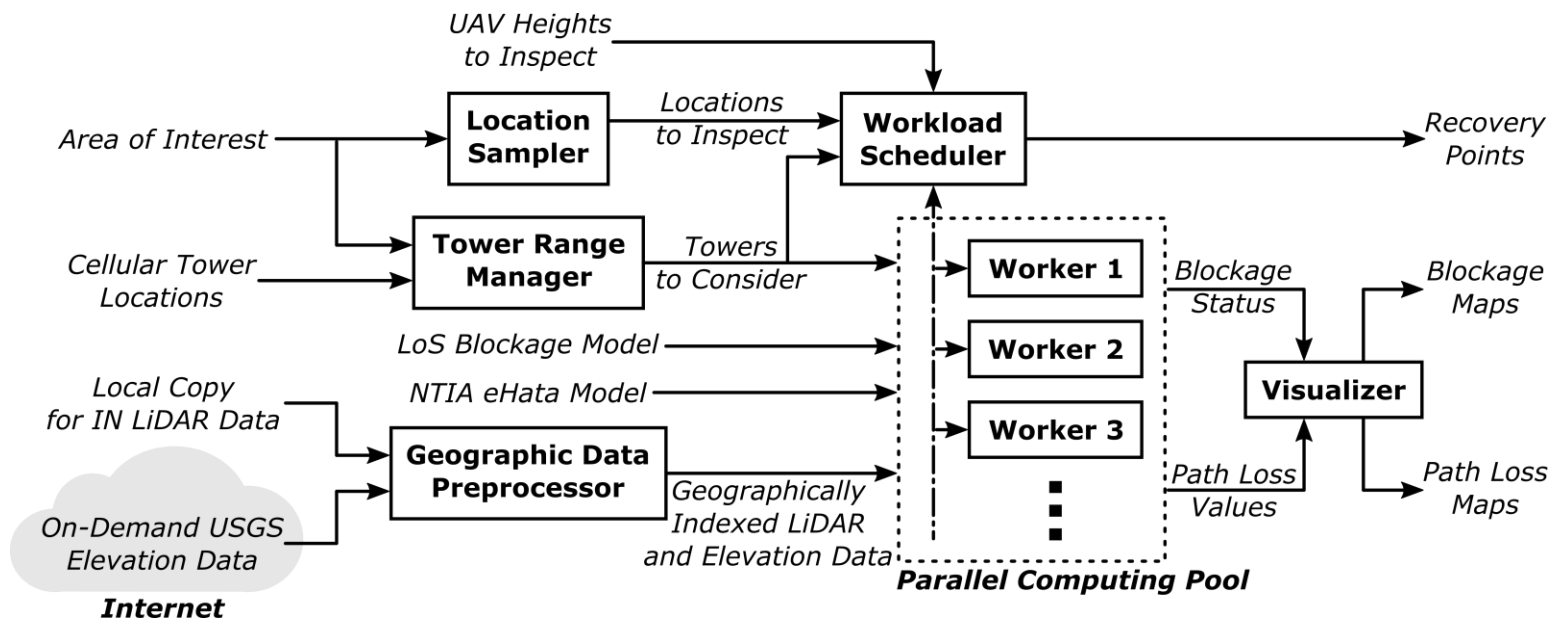 UAV Heights
to Inspect
Area of Interest
Location
Sampler
Locations
to Inspect
Workload
Scheduler
Recovery
Points
Cellular Tower
Locations
Tower Range
Manager
Towers
to Consider
Worker 1
Worker 2
Worker 3
Blockage
Status
Blockage
Maps
LoS Blockage Model
NTIA eHata Model
Visualizer
Local Copy
for IN LiDAR Data
Geographic Data
Preprocessor
Geographically
Indexed LiDAR
and Elevation Data
Path Loss
Values
Path Loss
Maps
On-Demand USGS
Elevation Data
Internet
Parallel Computing Pool